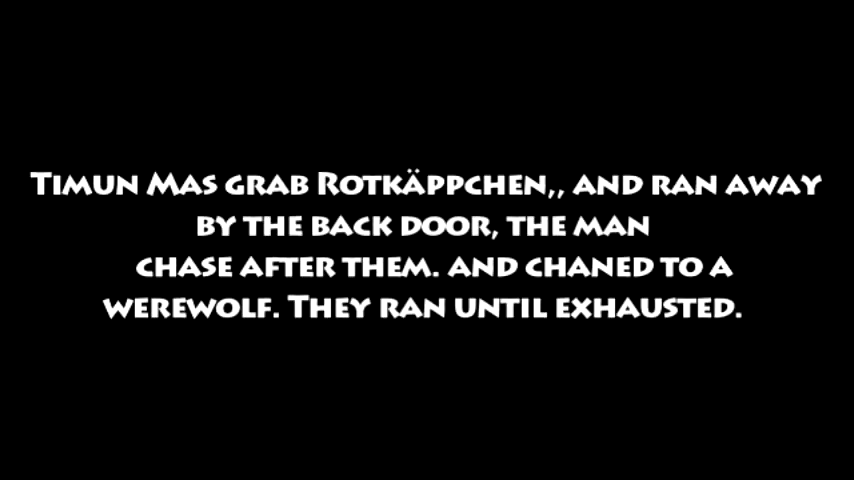 Timun Mas grab Rotkäppchen,, and ran away
by the back door, the man
chase after them. and chaned to a
werewolf. They ran until exhausted.